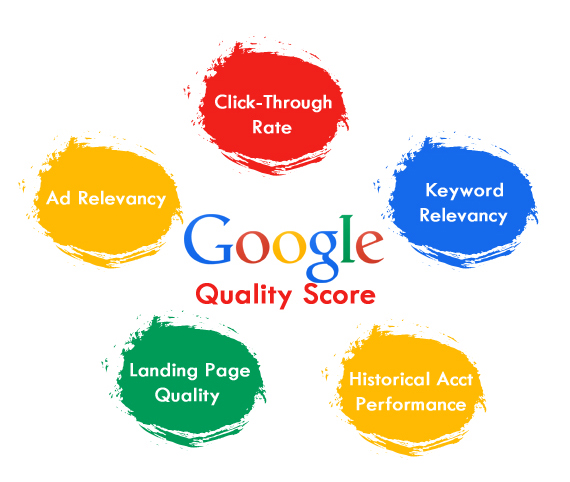 Click-Through
Rate
Ad Relevancy
Keyword
Relevancy
Google
Quality Score
Landing Page
Quality
Historical Acct
Performance